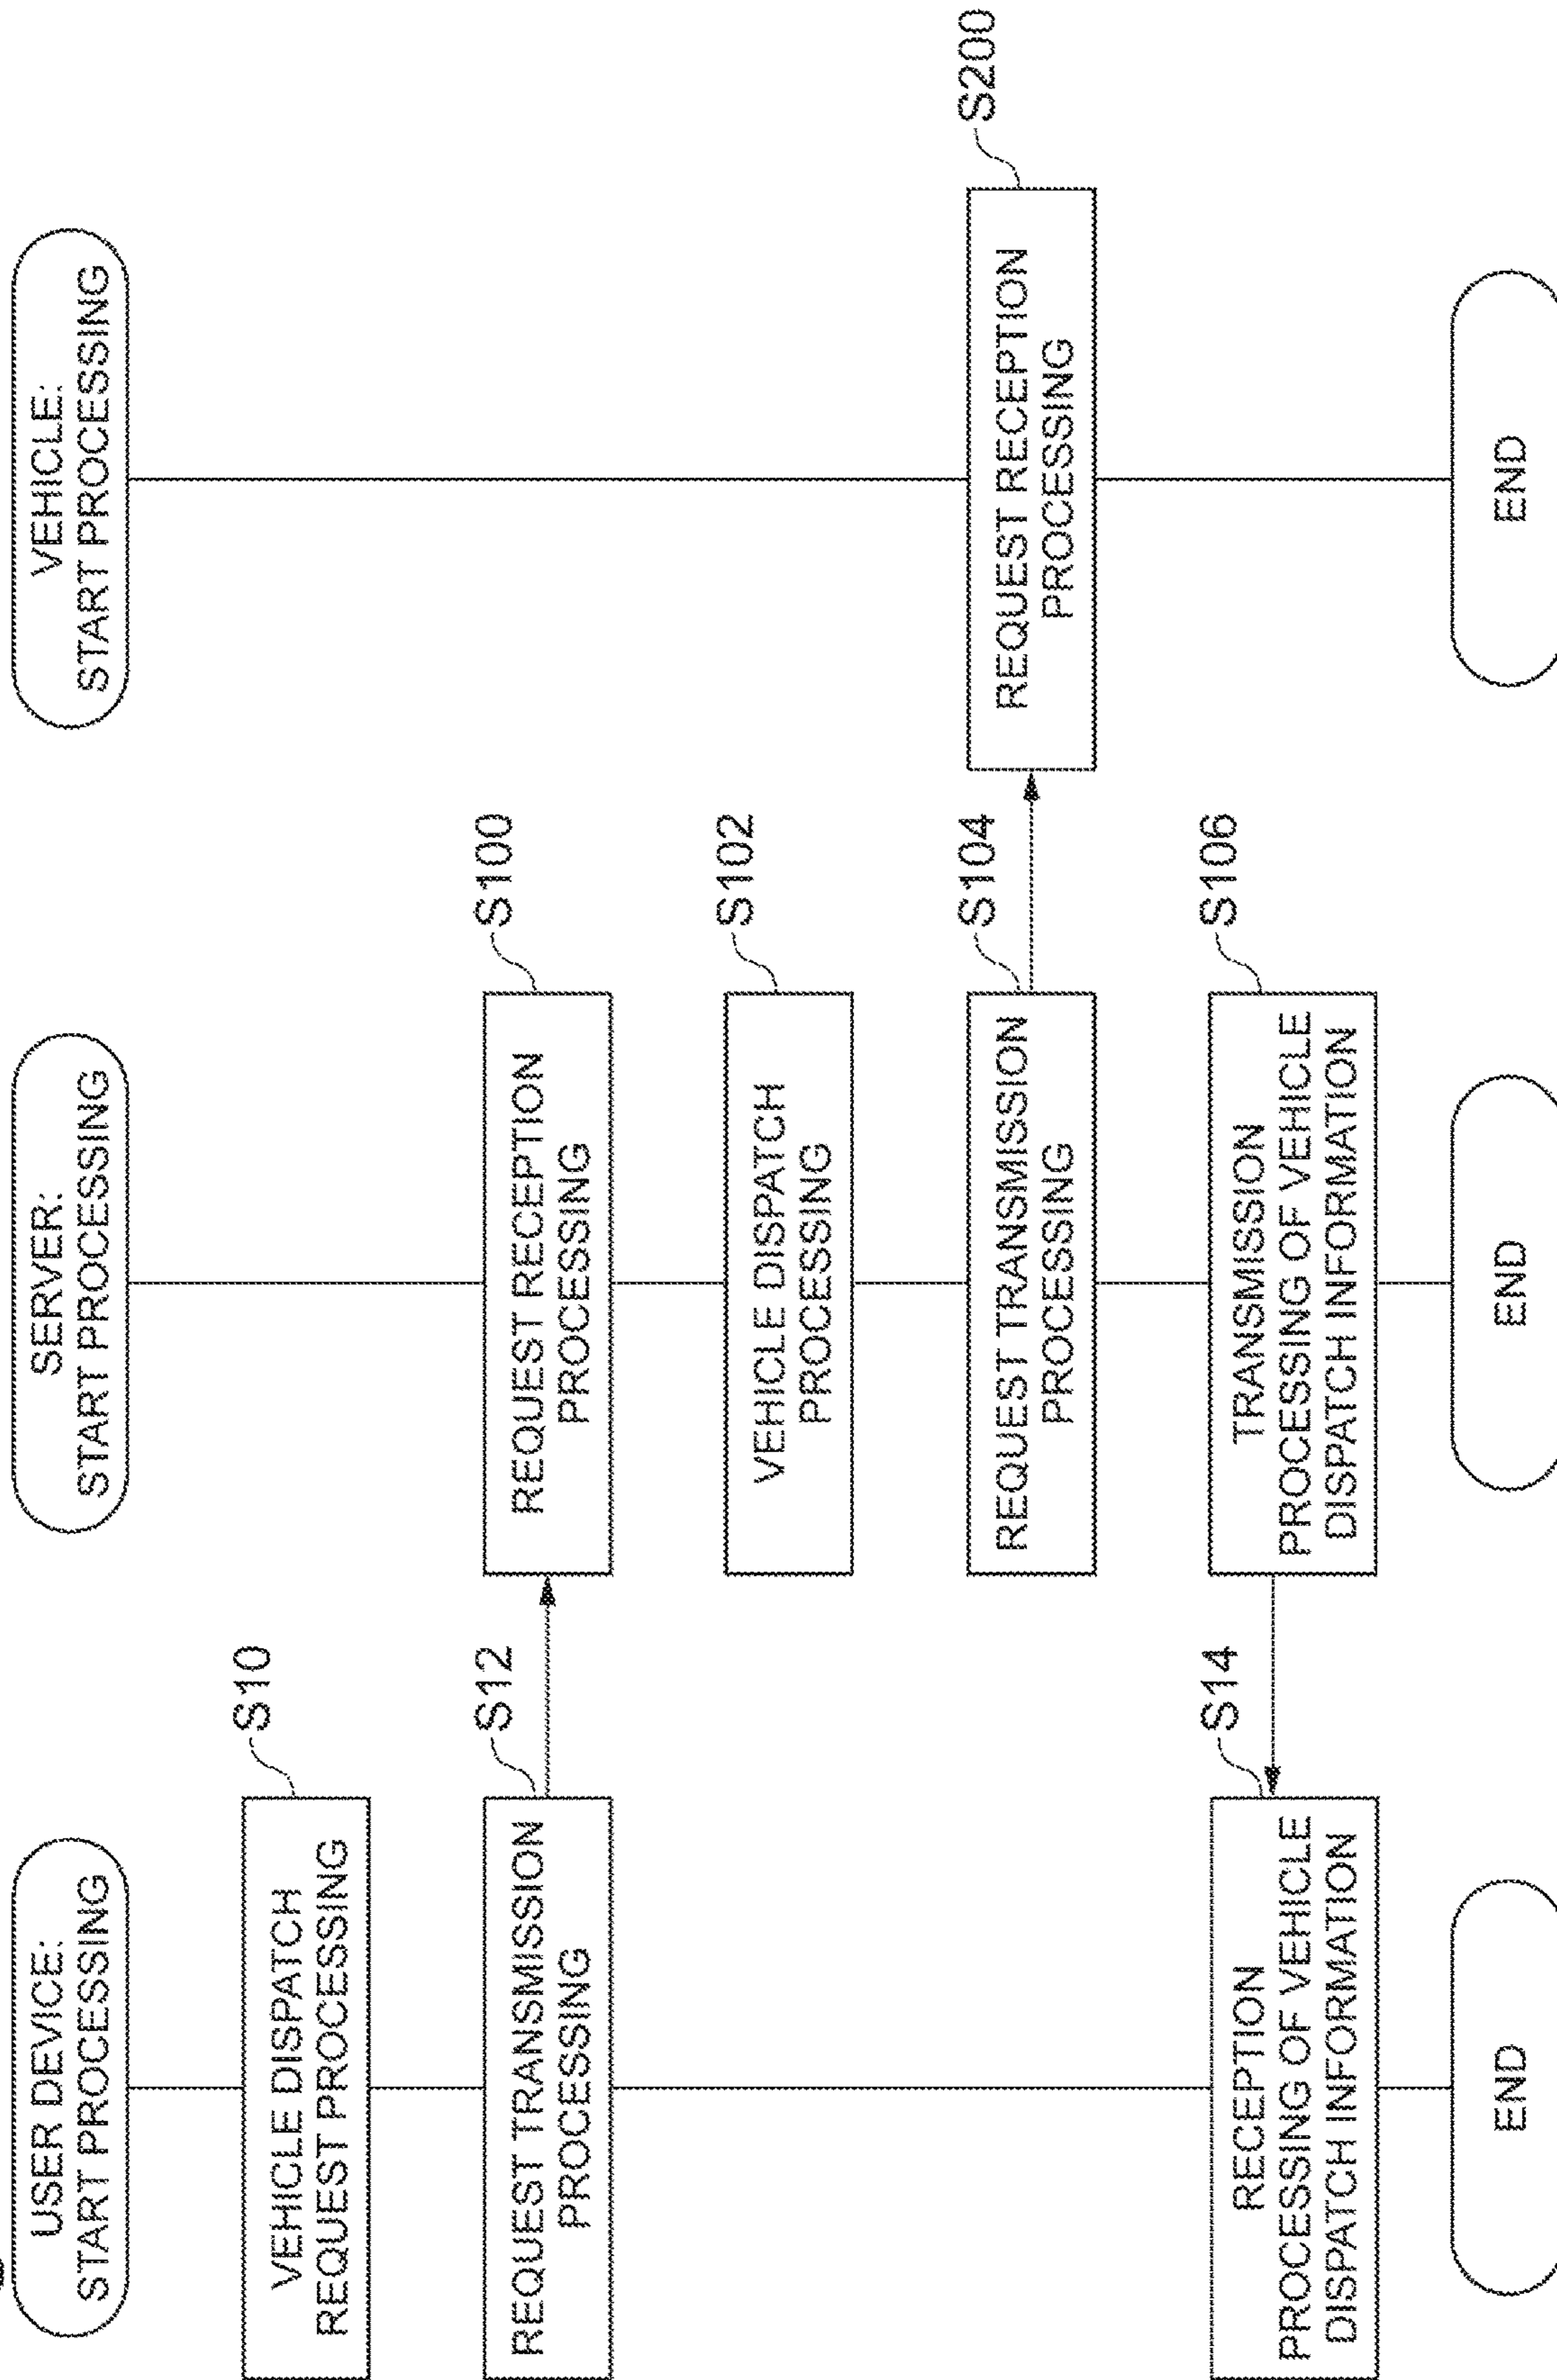 USER DEVICE:
START PROCESSING
VEHICLE DISPATCH
REQUEST PROCESSING
S10
REQUEST TRANSMISSION
PROCESSING
S12
RECEPTION
PROCESSING OF VEHICLE
DISPATCH INFORMATION
S14
END
SERVER:
START PROCESSING
REQUEST RECEPTION
PROCESSING
S100
VEHICLE DISPATCH
PROCESSING
S102
REQUEST TRANSMISSION
PROCESSING
S104
TRANSMISSION
PROCESSING OF VEHICLE
DISPATCH INFORMATION
S106
END
VEHICLE:
START PROCESSING
REQUEST RECEPTION
PROCESSING
S200
END